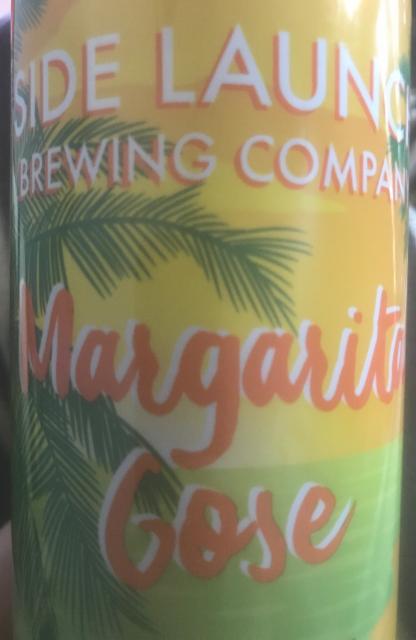 SIDE LAUNC
BREWING COMPAN
Margarita
Gose